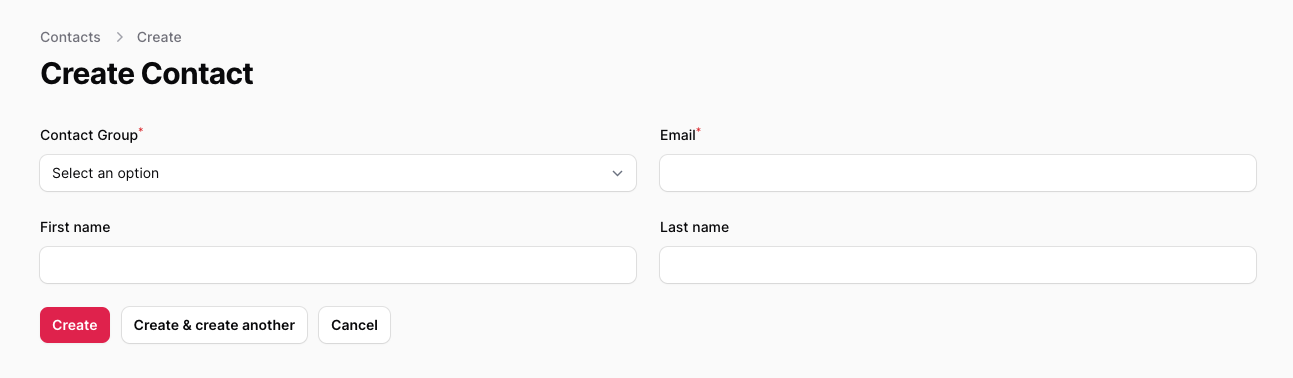 Contacts > Create
Create Contact
Contact Group* Email*
Select an option
First name Last name
Create Create & create another Cancel